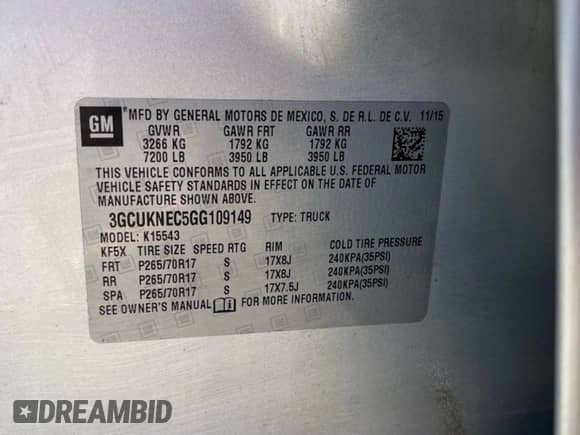 GM
*MFD BY GENERAL MOTORS DE MEXICO, S. DE R.L. DE C.V. 11/15
GVWR GAWR FRT GAWR RR
3266 KG 1792 KG 1792 KG
7200 LB 3950 LB 3950 LB
THIS VEHICLE CONFORMS TO ALL APPLICABLE U.S. FEDERAL MOTOR
VEHICLE SAFETY STANDARDS IN EFFECT ON THE DATE OF
MANUFACTURE SHOWN ABOVE.
3GCUKNEC5GG109149 TYPE: TRUCK
MODEL: K15543
KF5X TIRE SIZE SPEED RTG RIM COLD TIRE PRESSURE
FRT P265/70R17 S 17X8J 240KPA(35PSI)
RR P265/70R17 S 17X8J 240KPA(35PSI)
SPA P265/70R17 S 17X7.5J 240KPA(35PSI)
SEE OWNER'S MANUAL FOR MORE INFORMATION.
DREAMBID